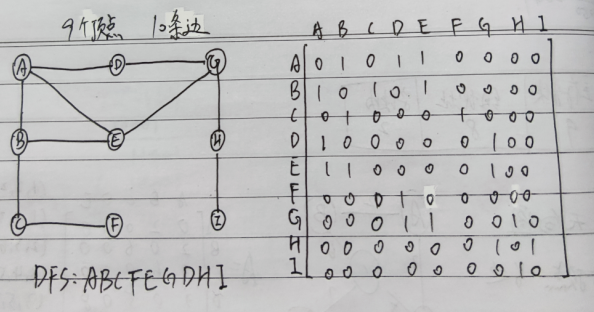 9个顶点 10条边
A D G
B E H
C F I
DFS: ABCFEGDHI
A B C D E F G H I
A 0 1 0 1 1 0 0 0 0
B 1 0 1 0 1 0 0 0 0
C 0 1 0 0 0 1 0 0 0
D 1 0 0 0 0 0 1 0 0
E 1 1 0 0 0 0 1 0 0
F 0 0 0 1 0 0 0 0 0
G 0 0 0 1 1 0 0 1 0
H 0 0 0 0 0 0 1 0 1
I 0 0 0 0 0 0 0 1 0